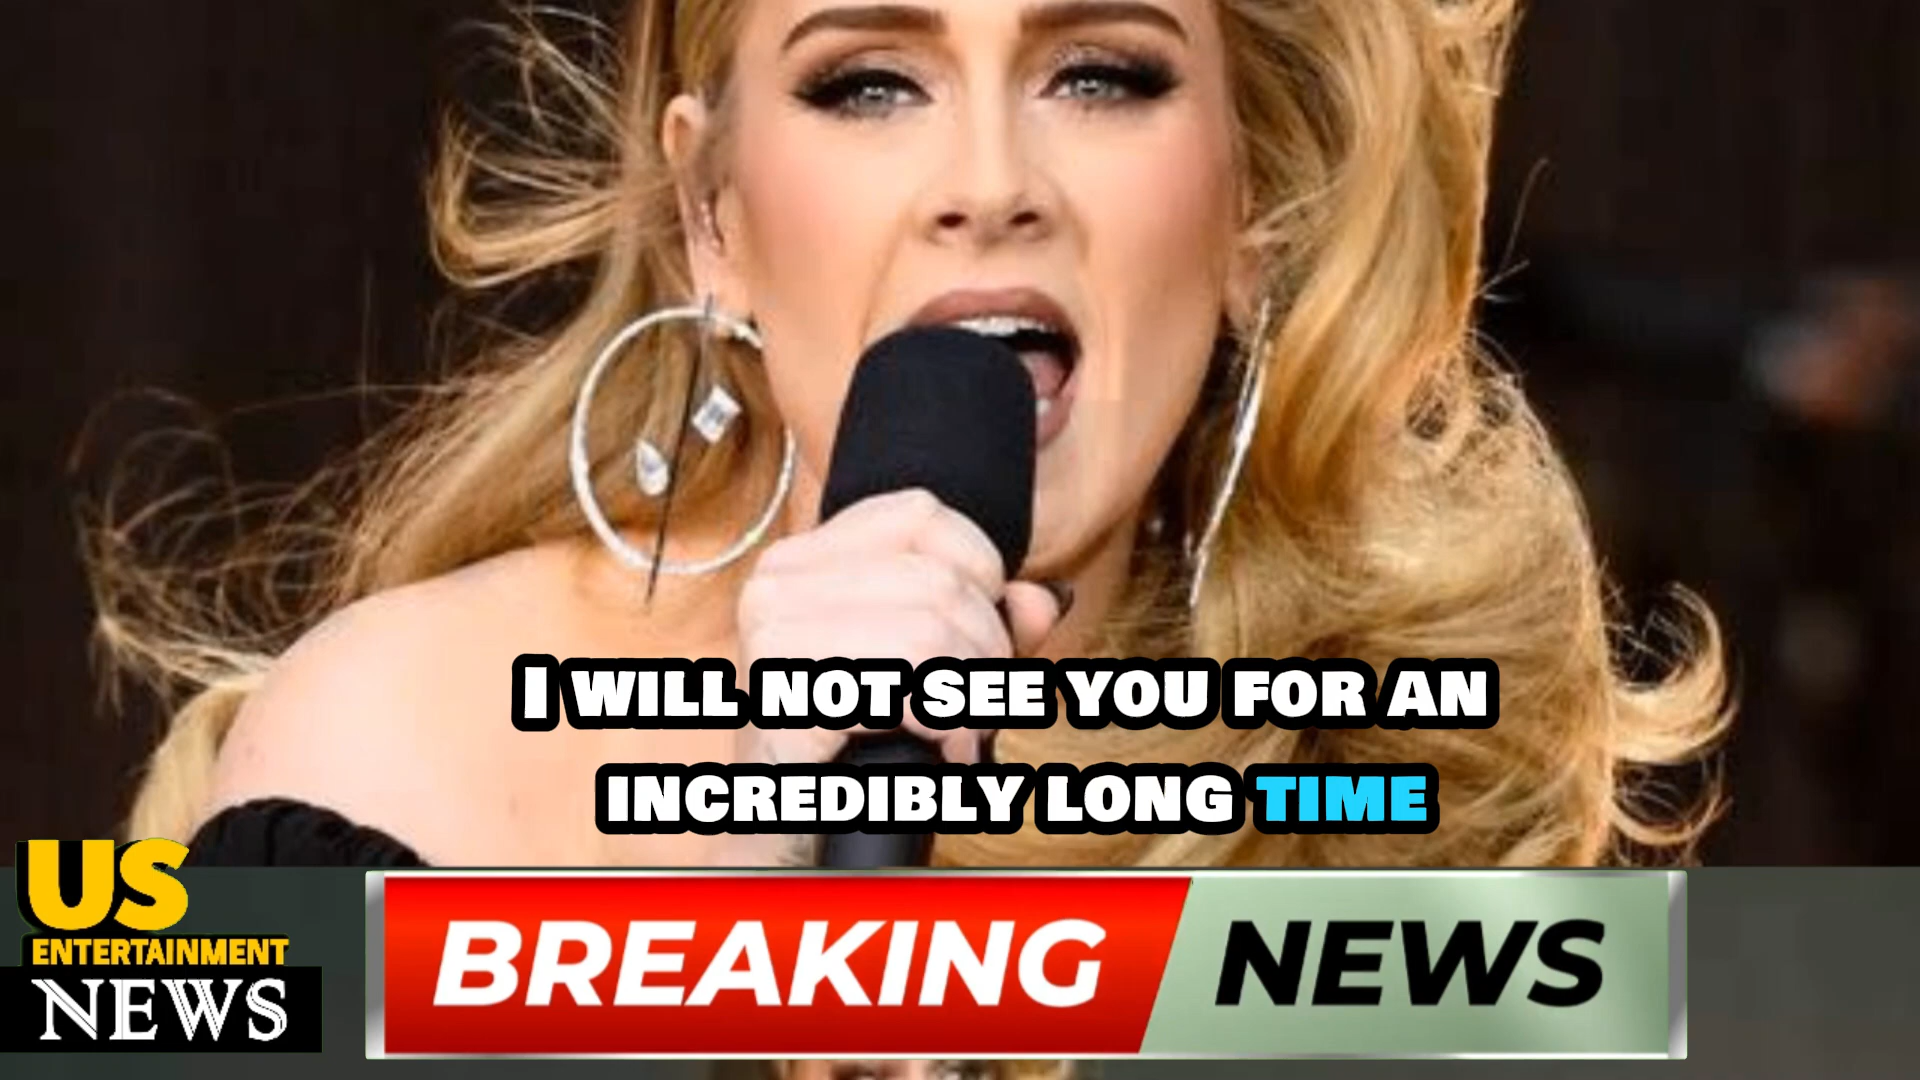 I WILL NOT SEE YOU FOR AN
INCREDIBLY LONG TIME
US
ENTERTAINMENT
NEWS
BREAKING NEWS